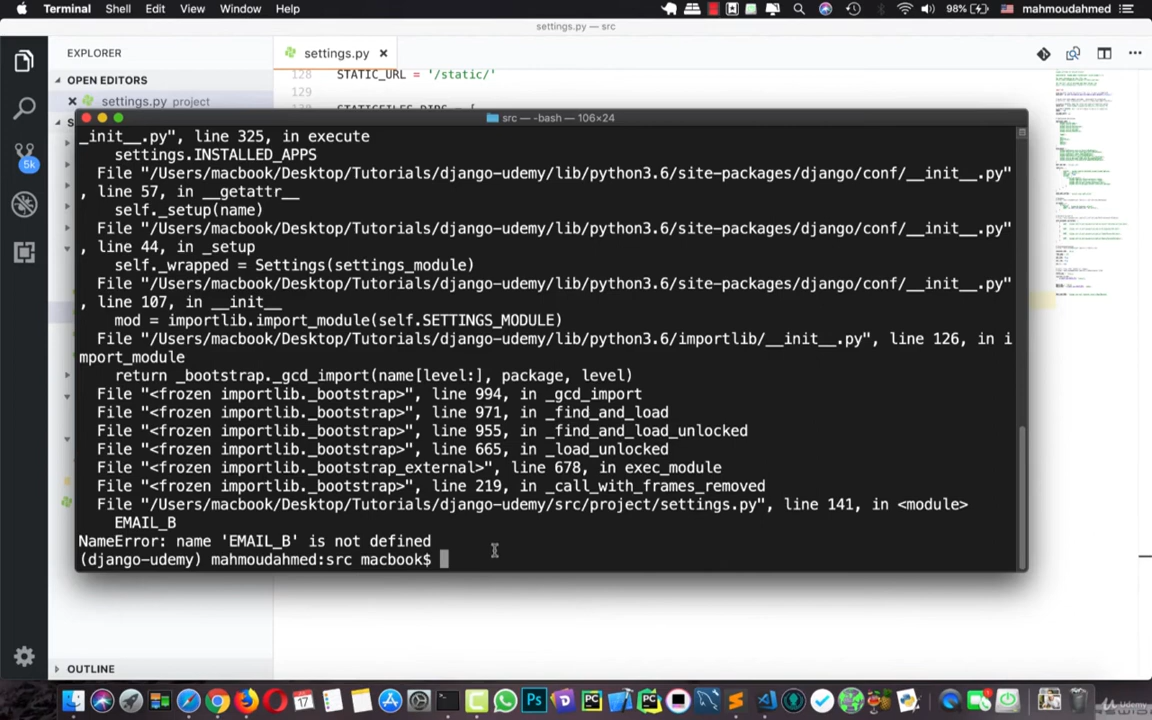 Terminal Shell Edit View Window Help 98% mahmoudahmed
settings.py — src
EXPLORER
settings.py
OPEN EDITORS
128 STATIC_URL = '/static/'
129
settings.py project
src — -bash — 106×24
_init__.py", line 325, in execute
settings.INSTALLED_APPS
File "/Users/macbook/Desktop/Tutorials/django-udemy/lib/python3.6/site-packages/django/conf/__init__.py"
, line 57, in __getattr__
self._setup(name)
File "/Users/macbook/Desktop/Tutorials/django-udemy/lib/python3.6/site-packages/django/conf/__init__.py"
, line 44, in _setup
self._wrapped = Settings(settings_module)
File "/Users/macbook/Desktop/Tutorials/django-udemy/lib/python3.6/site-packages/django/conf/__init__.py"
, line 107, in __init__
mod = importlib.import_module(self.SETTINGS_MODULE)
File "/Users/macbook/Desktop/Tutorials/django-udemy/lib/python3.6/importlib/__init__.py", line 126, in i
mport_module
return _bootstrap._gcd_import(name[level:], package, level)
File "<frozen importlib._bootstrap>", line 994, in _gcd_import
File "<frozen importlib._bootstrap>", line 971, in _find_and_load
File "<frozen importlib._bootstrap>", line 955, in _find_and_load_unlocked
File "<frozen importlib._bootstrap>", line 665, in _load_unlocked
File "<frozen importlib._bootstrap_external>", line 678, in exec_module
File "<frozen importlib._bootstrap>", line 219, in _call_with_frames_removed
File "/Users/macbook/Desktop/Tutorials/django-udemy/src/project/settings.py", line 141, in <module>
EMAIL_B
NameError: name 'EMAIL_B' is not defined
(django-udemy) mahmoudahmed:src macbook$
5k
OUTLINE
17
Ps
PC
PC
Udemy